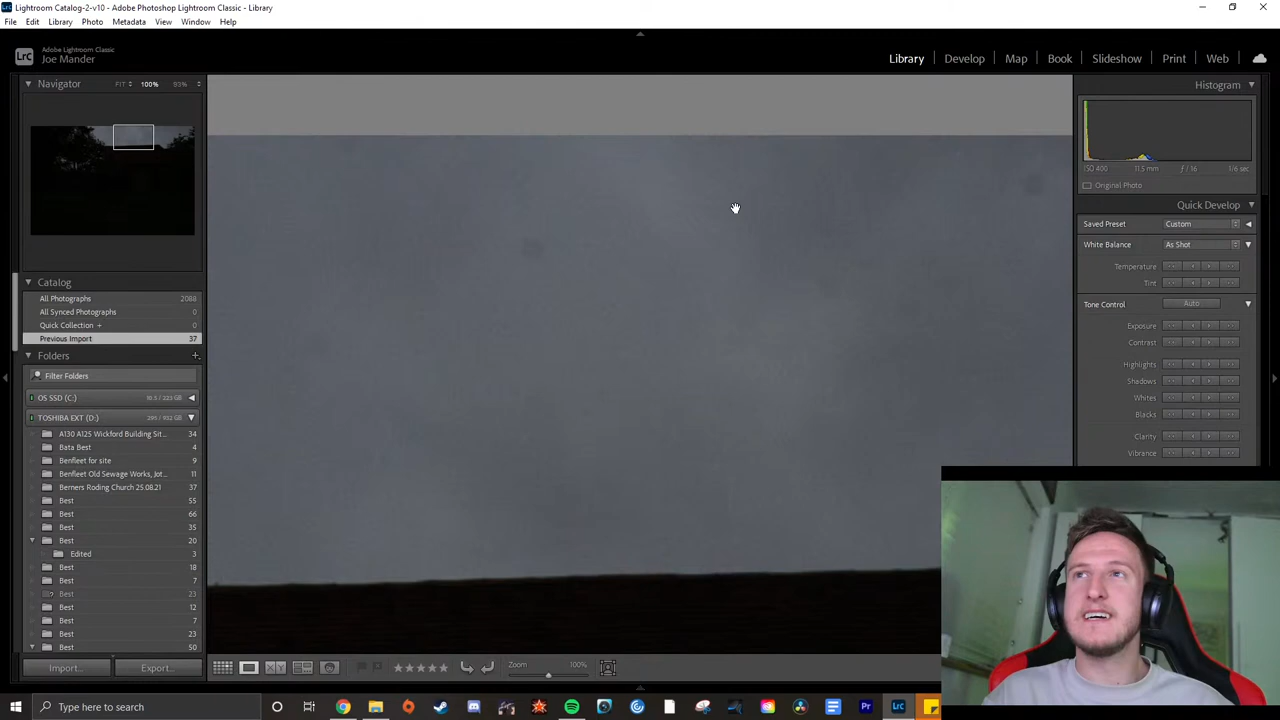 Lightroom Catalog-2-v10 - Adobe Photoshop Lightroom Classic - Library
File Edit Library Photo Metadata View Window Help
Adobe Lightroom Classic
Joe Mander
LrC
Library Develop Map Book Slideshow Print Web
Navigator FIT 100%
Histogram
ISO 400 11.5 mm ƒ / 16 1/6 sec
Original Photo
Quick Develop
Saved Preset Custom
White Balance As Shot
Temperature
Tint
Tone Control Auto
Exposure
Contrast
Highlights
Shadows
Whites
Blacks
Clarity
Vibrance
Catalog
All Photographs 2088
All Synced Photographs 0
Quick Collection + 0
Previous Import 37
Folders
Filter Folders
OS SSD (C:)
TOSHIBA EXT (D:)
A130 A125 Wickford Building Sit... 34
Bata Best 4
Benfleet for site 9
Benfleet Old Sewage Works, Jot... 11
Berners Roding Church 25.08.21 37
Best 55
Best 66
Best 35
Best 20
Edited 3
Best 18
Best 7
Best 23
Best 12
Best 7
Best 23
Best 50
Import... Export...
XY
Zoom 100%
Type here to search
Pr
LrC